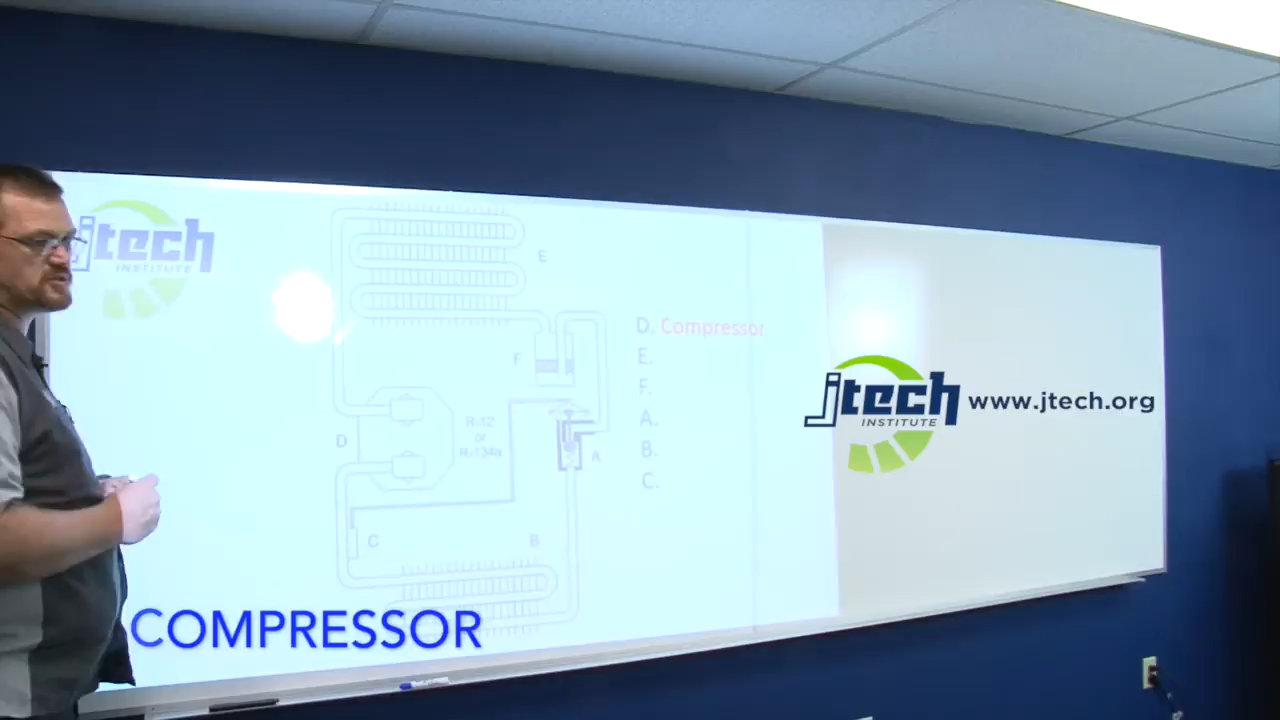 jtech
INSTITUTE
E
F
D. Compressor
E.
F.
A.
B.
C.
D
R-12
or
R-134a
A
C
B
jtech
INSTITUTE
www.jtech.org
COMPRESSOR